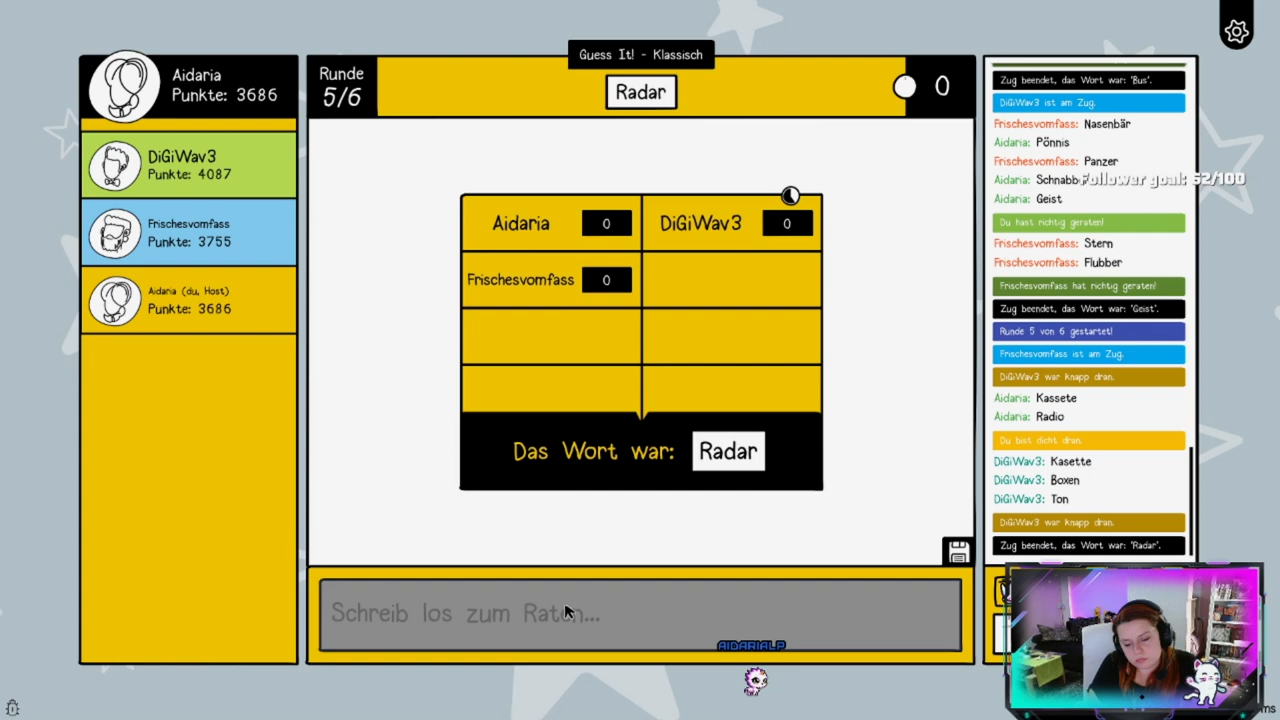 Guess It! - Klassisch
Aidaria
Punkte: 3686
Runde
5/6
Radar
0
DiGiWav3
Punkte: 4087
Frischesvomfass
Punkte: 3755
Aidaria (du, Host)
Punkte: 3686
Aidaria 0 DiGiWav3 0
Frischesvomfass 0
Das Wort war: Radar
Schreib los zum Raten...
AIDARIALP
Zug beendet, das Wort war: 'Bus'.
DiGiWav3 ist am Zug.
Frischesvomfass: Nasenbär
Aidaria: Pönnis
Frischesvomfass: Panzer
Aidaria: Schnabb
Follower goal: 52/100
Aidaria: Geist
Du hast richtig geraten!
Frischesvomfass: Stern
Frischesvomfass: Flubber
Frischesvomfass hat richtig geraten!
Zug beendet, das Wort war: 'Geist'.
Runde 5 von 6 gestartet!
Frischesvomfass ist am Zug.
DiGiWav3 war knapp dran.
Aidaria: Kassete
Aidaria: Radio
Du bist dicht dran.
DiGiWav3: Kasette
DiGiWav3: Boxen
DiGiWav3: Ton
DiGiWav3 war knapp dran.
Zug beendet, das Wort war: 'Radar'.
ms